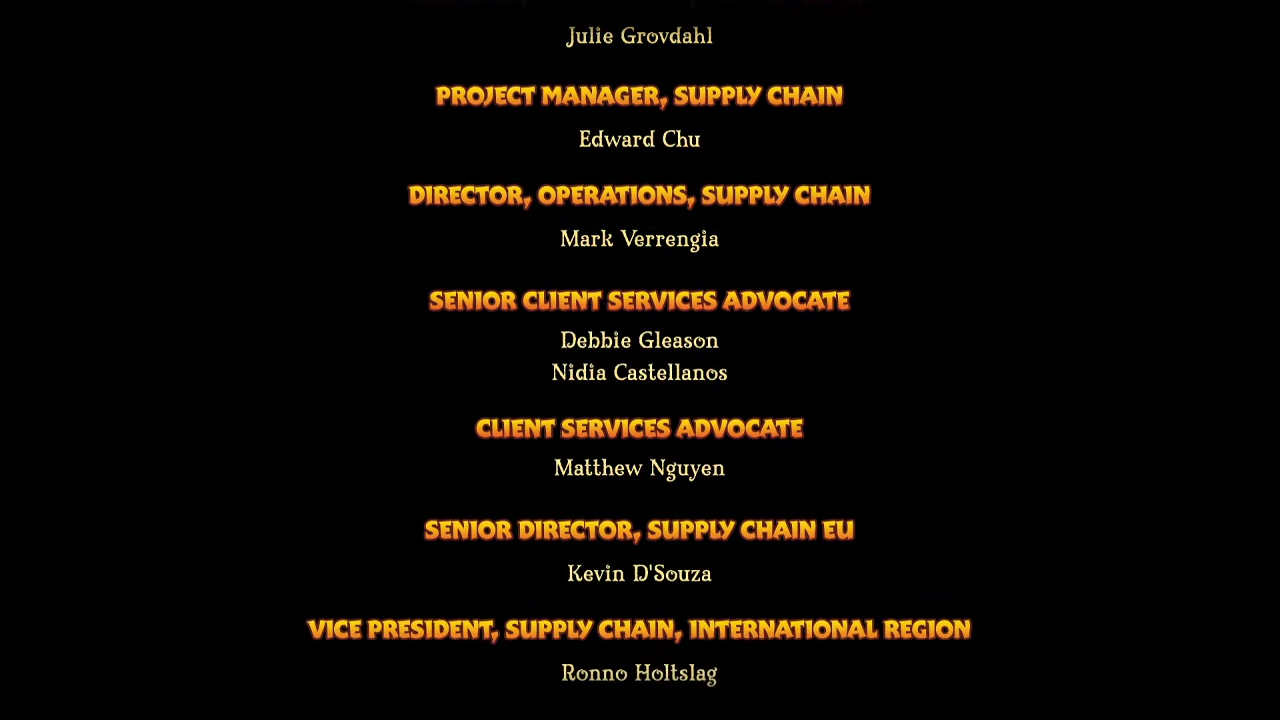 Julie Grovdahl
PROJECT MANAGER, SUPPLY CHAIN
Edward Chu
DIRECTOR, OPERATIONS, SUPPLY CHAIN
Mark Verrengia
SENIOR CLIENT SERVICES ADVOCATE
Debbie Gleason
Nidia Castellanos
CLIENT SERVICES ADVOCATE
Matthew Nguyen
SENIOR DIRECTOR, SUPPLY CHAIN EU
Kevin D'Souza
VICE PRESIDENT, SUPPLY CHAIN, INTERNATIONAL REGION
Ronno Holtslag